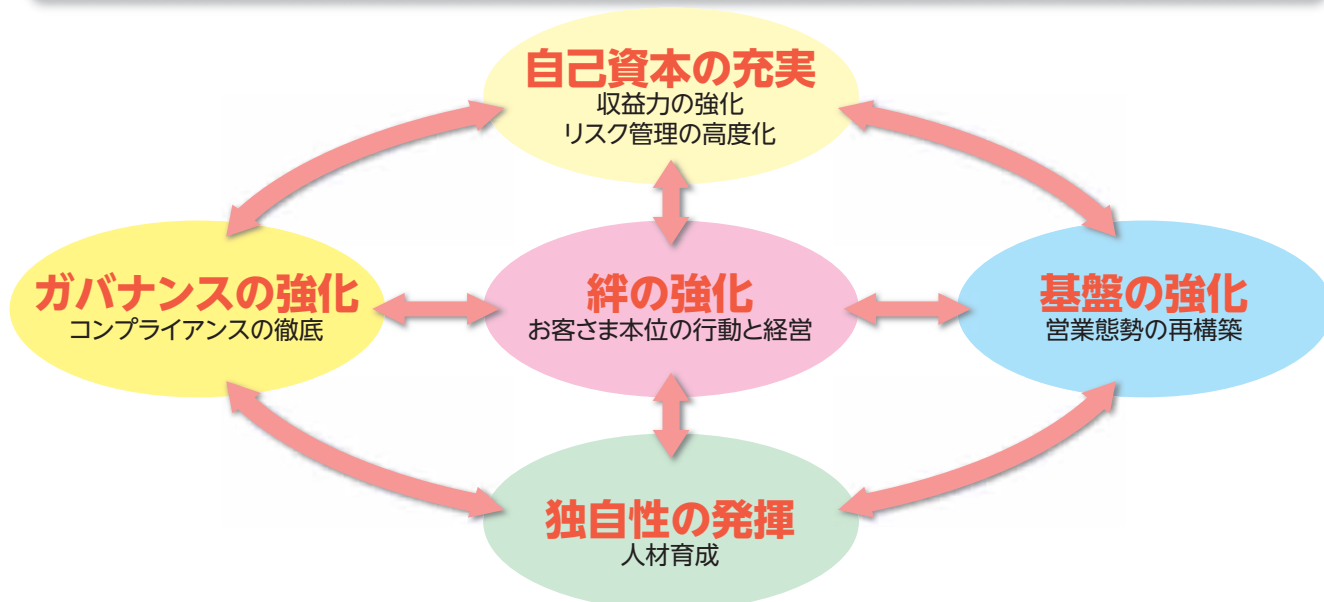 自己資本の充実
収益力の強化
リスク管理の高度化
ガバナンスの強化
コンプライアンスの徹底
絆の強化
お客さま本位の行動と経営
基盤の強化
営業態勢の再構築
独自性の発揮
人材育成